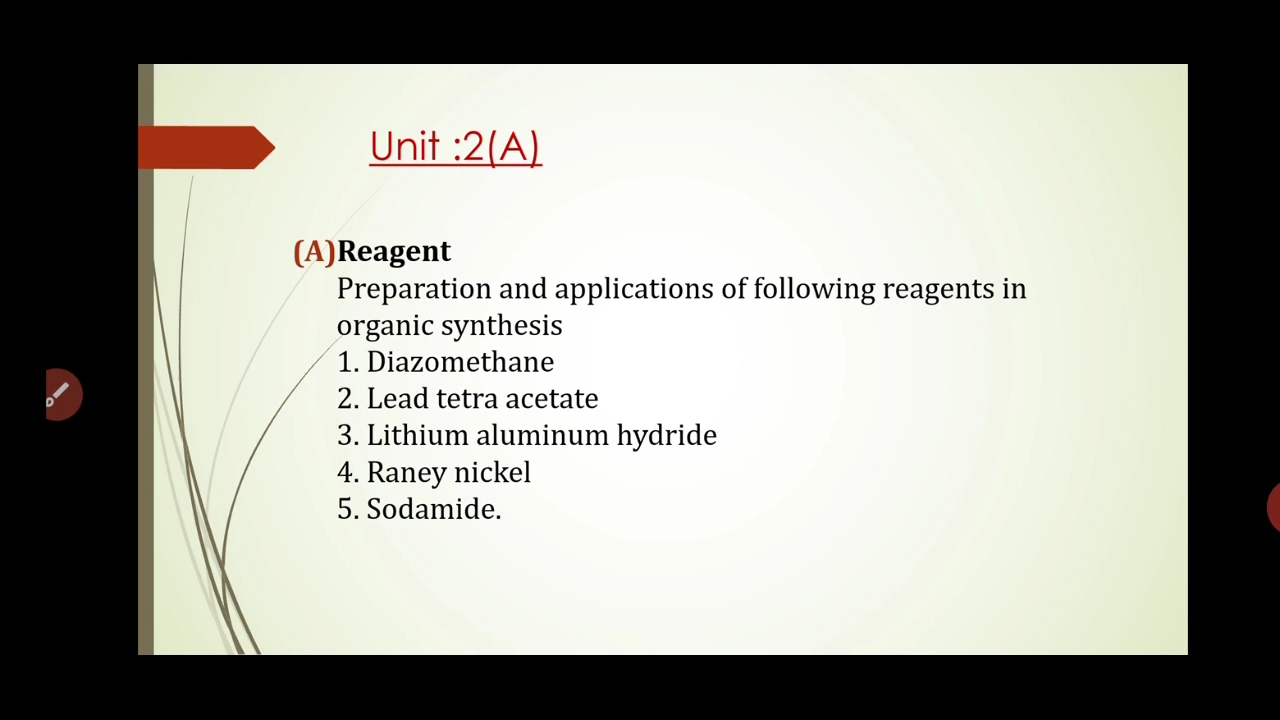 Unit :2(A)
(A)Reagent
Preparation and applications of following reagents in
organic synthesis
1. Diazomethane
2. Lead tetra acetate
3. Lithium aluminum hydride
4. Raney nickel
5. Sodamide.